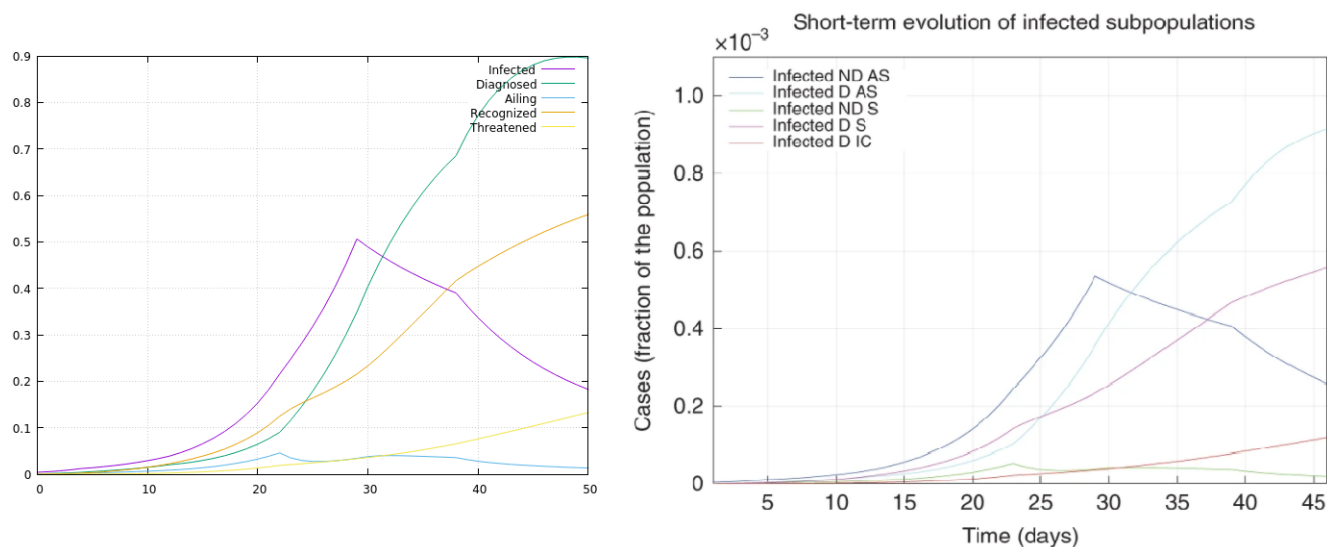 0.9
0.8
0.7
0.6
0.5
0.4
0.3
0.2
0.1
0
0 10 20 30 40 50
Infected
Diagnosed
Ailing
Recognized
Threatened
Short-term evolution of infected subpopulations
×10⁻³
Infected ND AS
Infected D AS
Infected ND S
Infected D S
Infected D IC
1.0
0.8
0.6
0.4
0.2
0
Cases (fraction of the population)
5 10 15 20 25 30 35 40 45
Time (days)